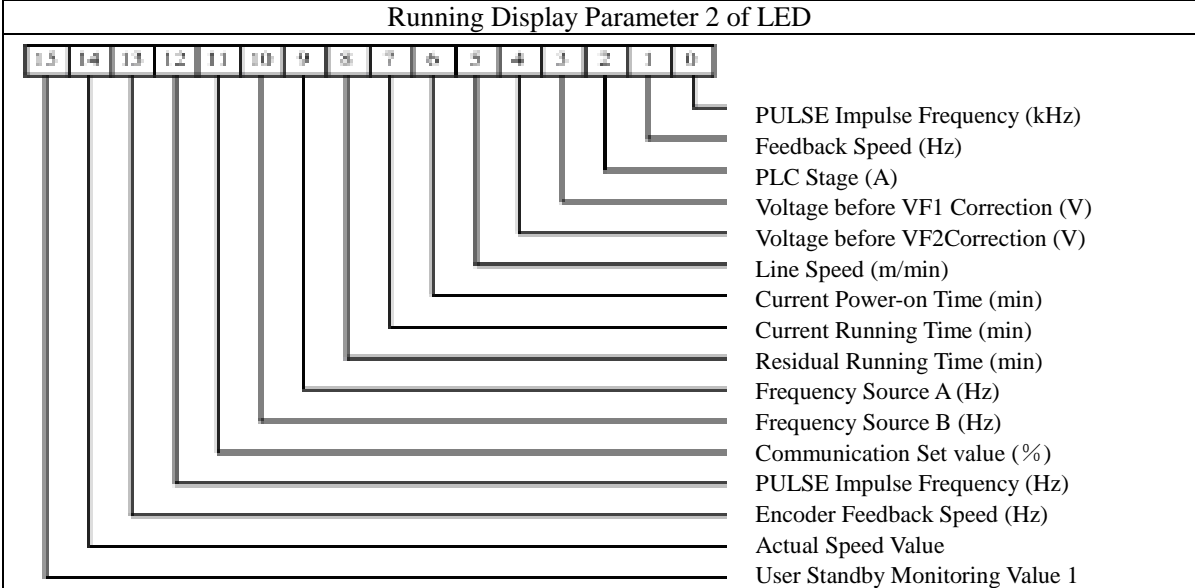 Running Display Parameter 2 of LED
15 14 13 12 11 10 9 8 7 6 5 4 3 2 1 0
PULSE Impulse Frequency (kHz)
Feedback Speed (Hz)
PLC Stage (A)
Voltage before VF1 Correction (V)
Voltage before VF2Correction (V)
Line Speed (m/min)
Current Power-on Time (min)
Current Running Time (min)
Residual Running Time (min)
Frequency Source A (Hz)
Frequency Source B (Hz)
Communication Set value (%)
PULSE Impulse Frequency (Hz)
Encoder Feedback Speed (Hz)
Actual Speed Value
User Standby Monitoring Value 1